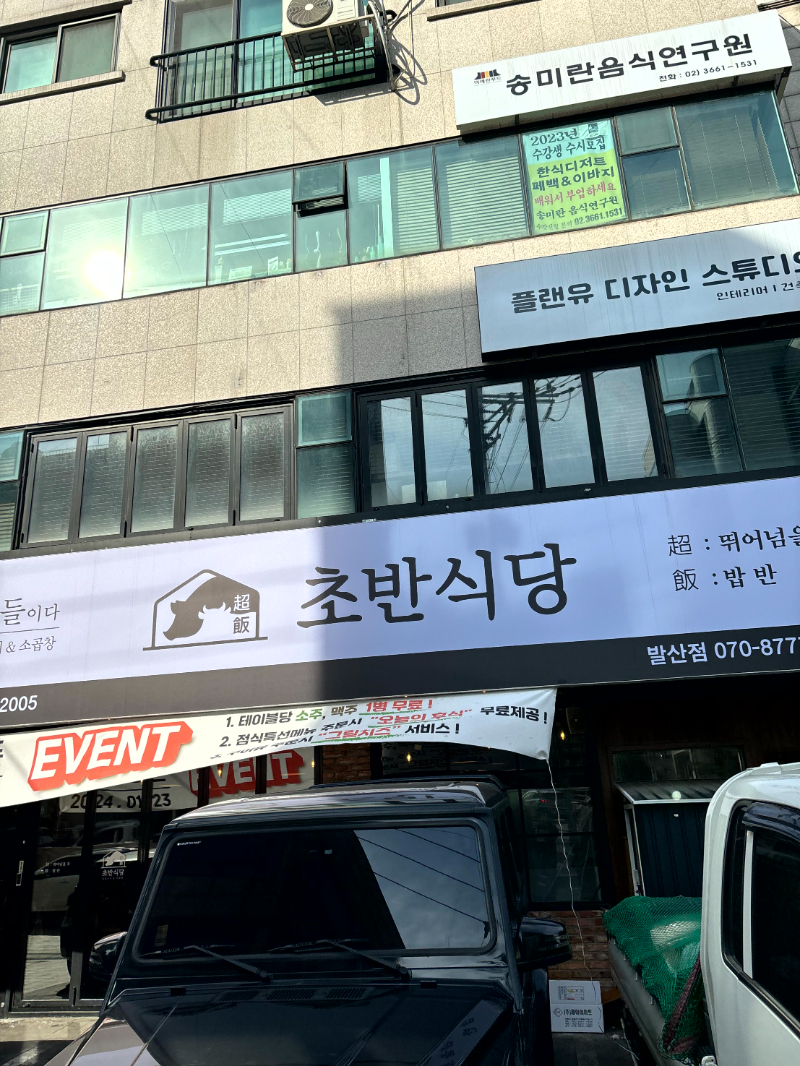 송미란음식연구원
전화 : 02) 3661-1531
2023년
수강생 수시모집
한식디저트
폐백&이바지
배워서 부업하세요
송미란 음식연구원
02.3661.1531
플랜유 디자인 스튜디오
인테리어 | 건축
들이다
& 소곱창
超
飯
초반식당
超 : 뛰어넘을
飯 : 밥 반
발산점 070-877
2005
EVENT
1. 테이블당 소주, 맥주 1병 무료 !
2. 점심특선메뉴 주문시 "오늘의 후식" 무료제공 !
주문시 "그릴치즈" 서비스 !
EVENT
초반식당